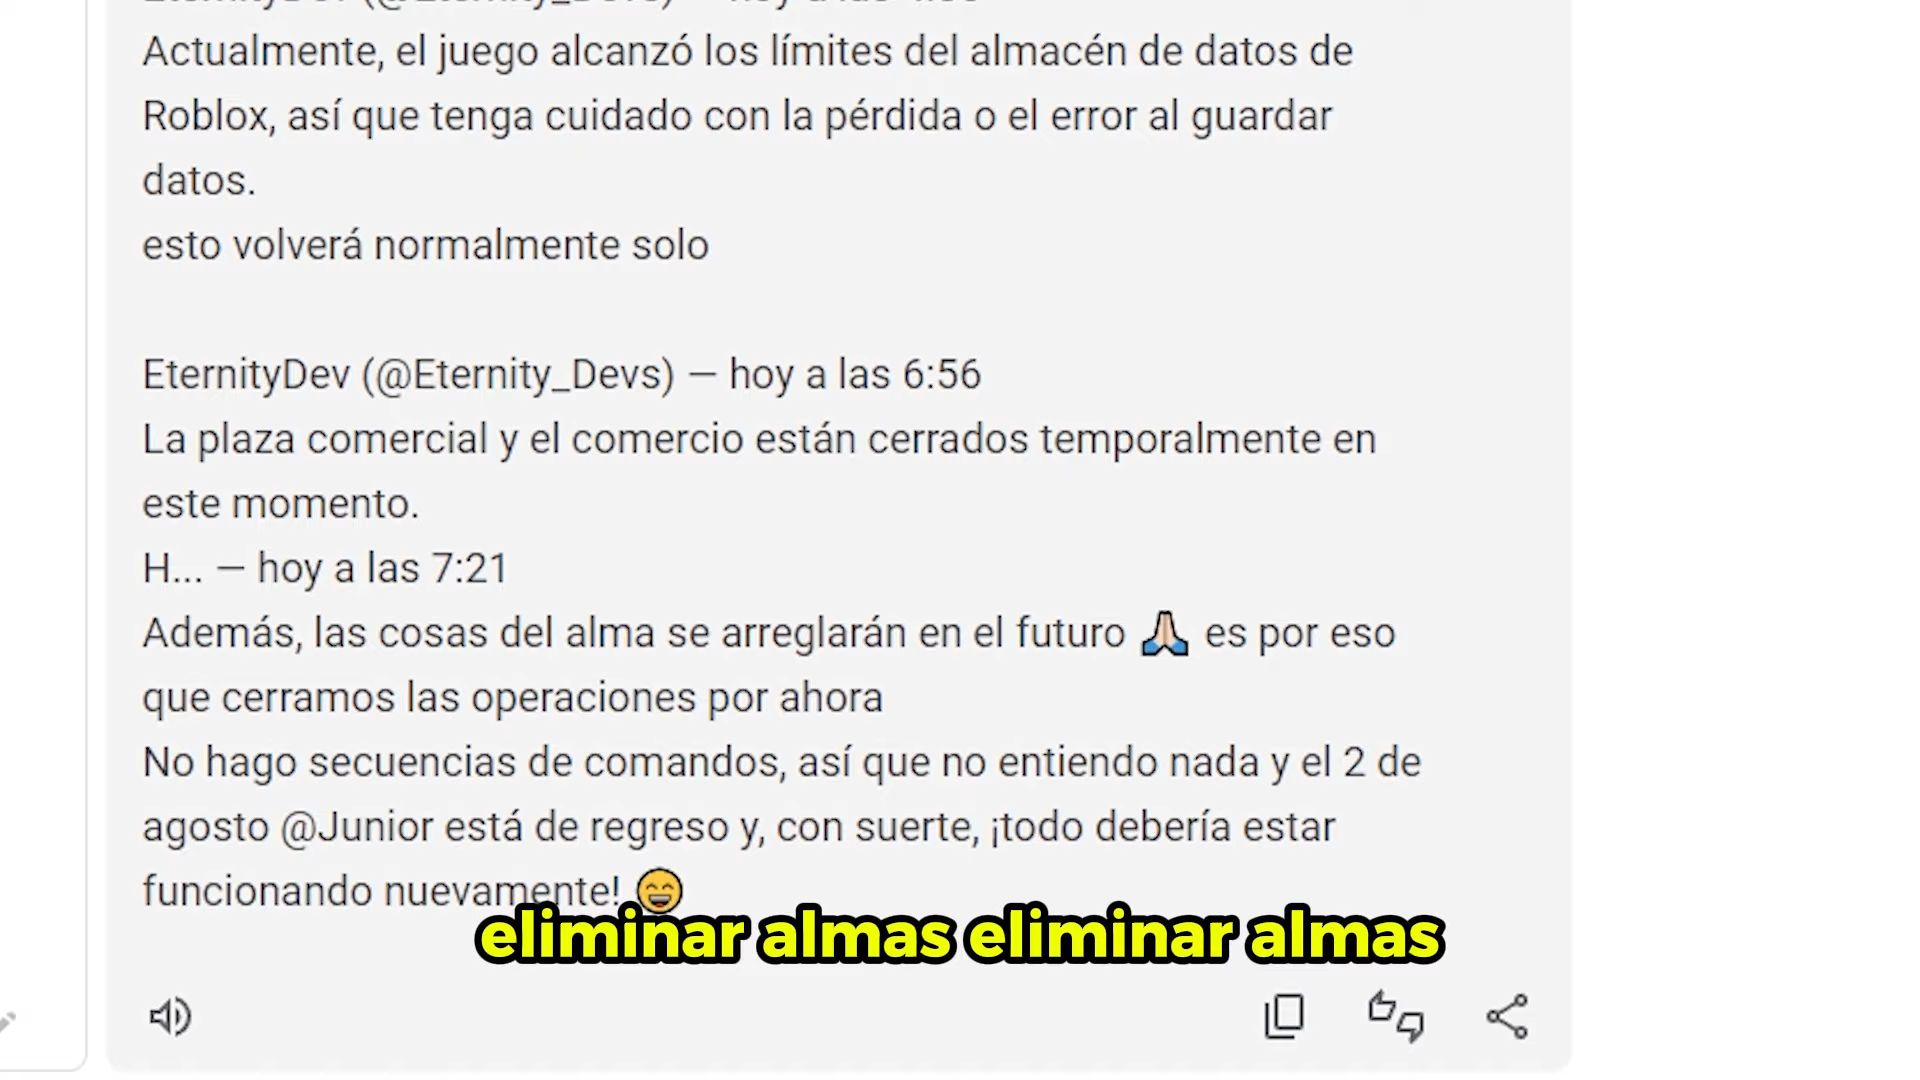 Actualmente, el juego alcanzó los límites del almacén de datos de
Roblox, así que tenga cuidado con la pérdida o el error al guardar
datos.
esto volverá normalmente solo
EternityDev (@Eternity_Devs) — hoy a las 6:56
La plaza comercial y el comercio están cerrados temporalmente en
este momento.
H... — hoy a las 7:21
Además, las cosas del alma se arreglarán en el futuro 🙏 es por eso
que cerramos las operaciones por ahora
No hago secuencias de comandos, así que no entiendo nada y el 2 de
agosto @Junior está de regreso y, con suerte, ¡todo debería estar
funcionando nuevamente! 😄
eliminar almas eliminar almas